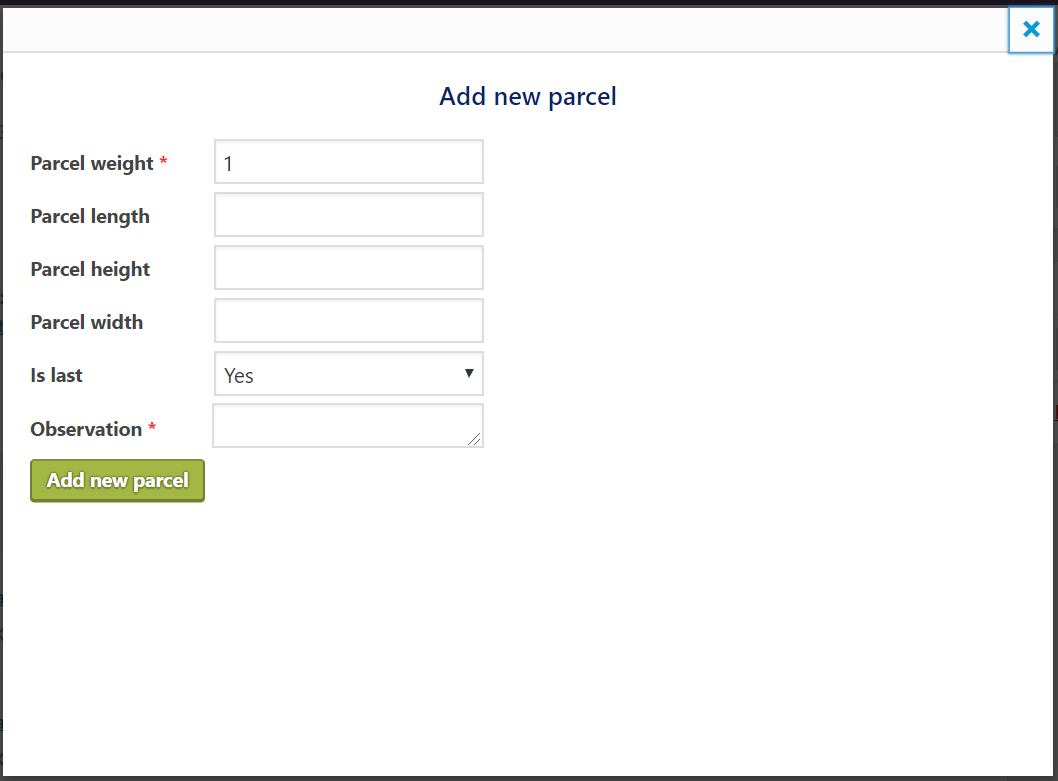 Add new parcel
Parcel weight * 1
Parcel length
Parcel height
Parcel width
Is last Yes
Observation *
Add new parcel